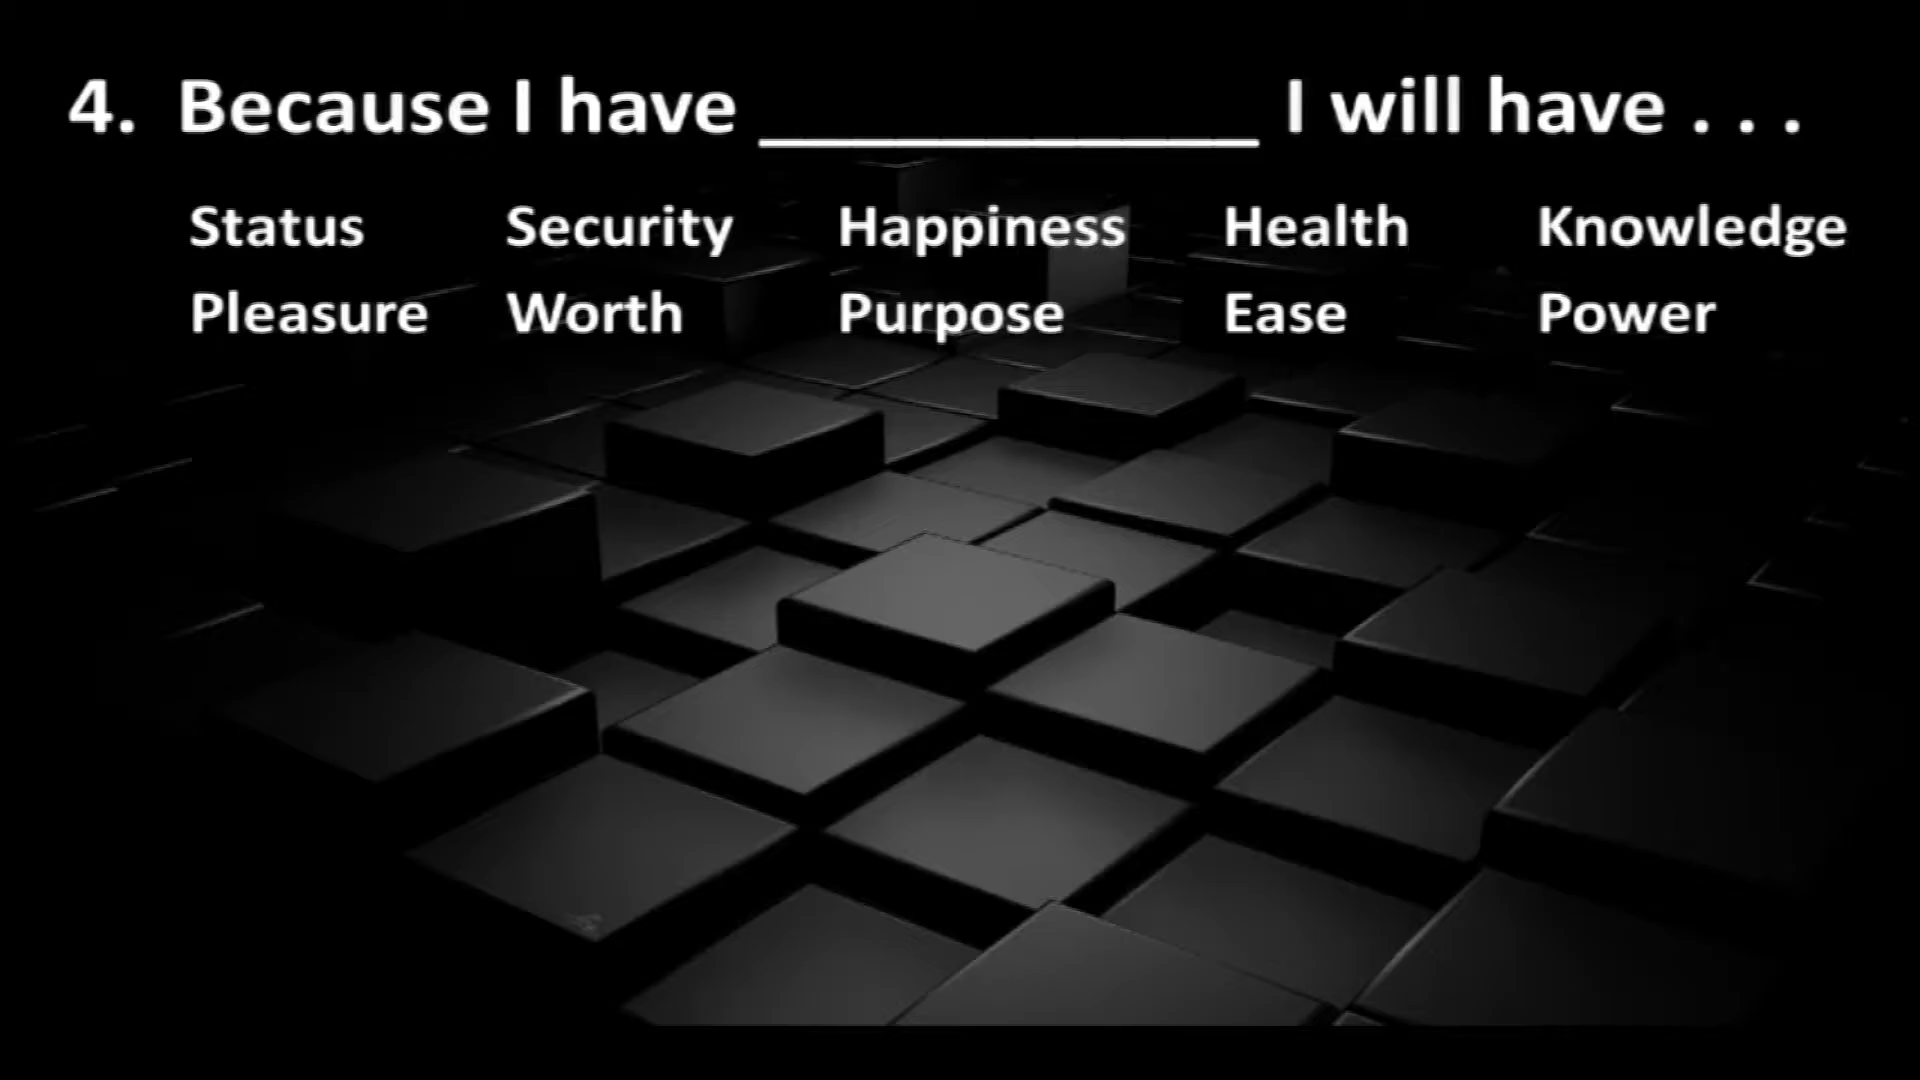 4. Because I have ____________ I will have . . .
Status Security Happiness Health Knowledge
Pleasure Worth Purpose Ease Power